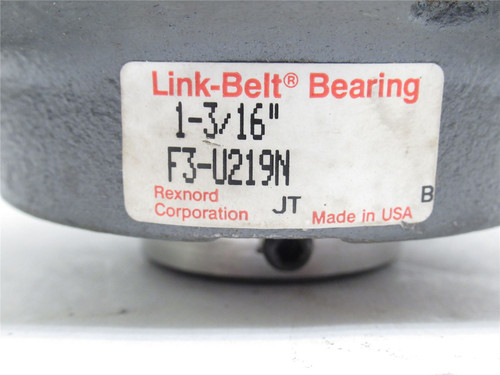 Link-Belt® Bearing
1-3/16"
F3-U219N
Rexnord
Corporation JT Made in USA B